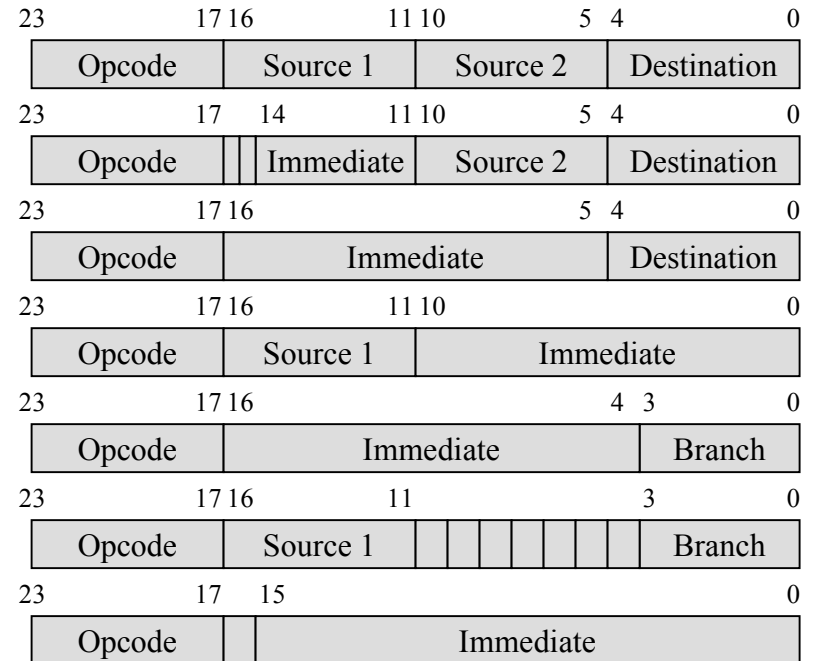 23 17 16 11 10 5 4 0
Opcode Source 1 Source 2 Destination
23 17 14 11 10 5 4 0
Opcode Immediate Source 2 Destination
23 17 16 5 4 0
Opcode Immediate Destination
23 17 16 11 10 0
Opcode Source 1 Immediate
23 17 16 4 3 0
Opcode Immediate Branch
23 17 16 11 3 0
Opcode Source 1 Branch
23 17 15 0
Opcode Immediate